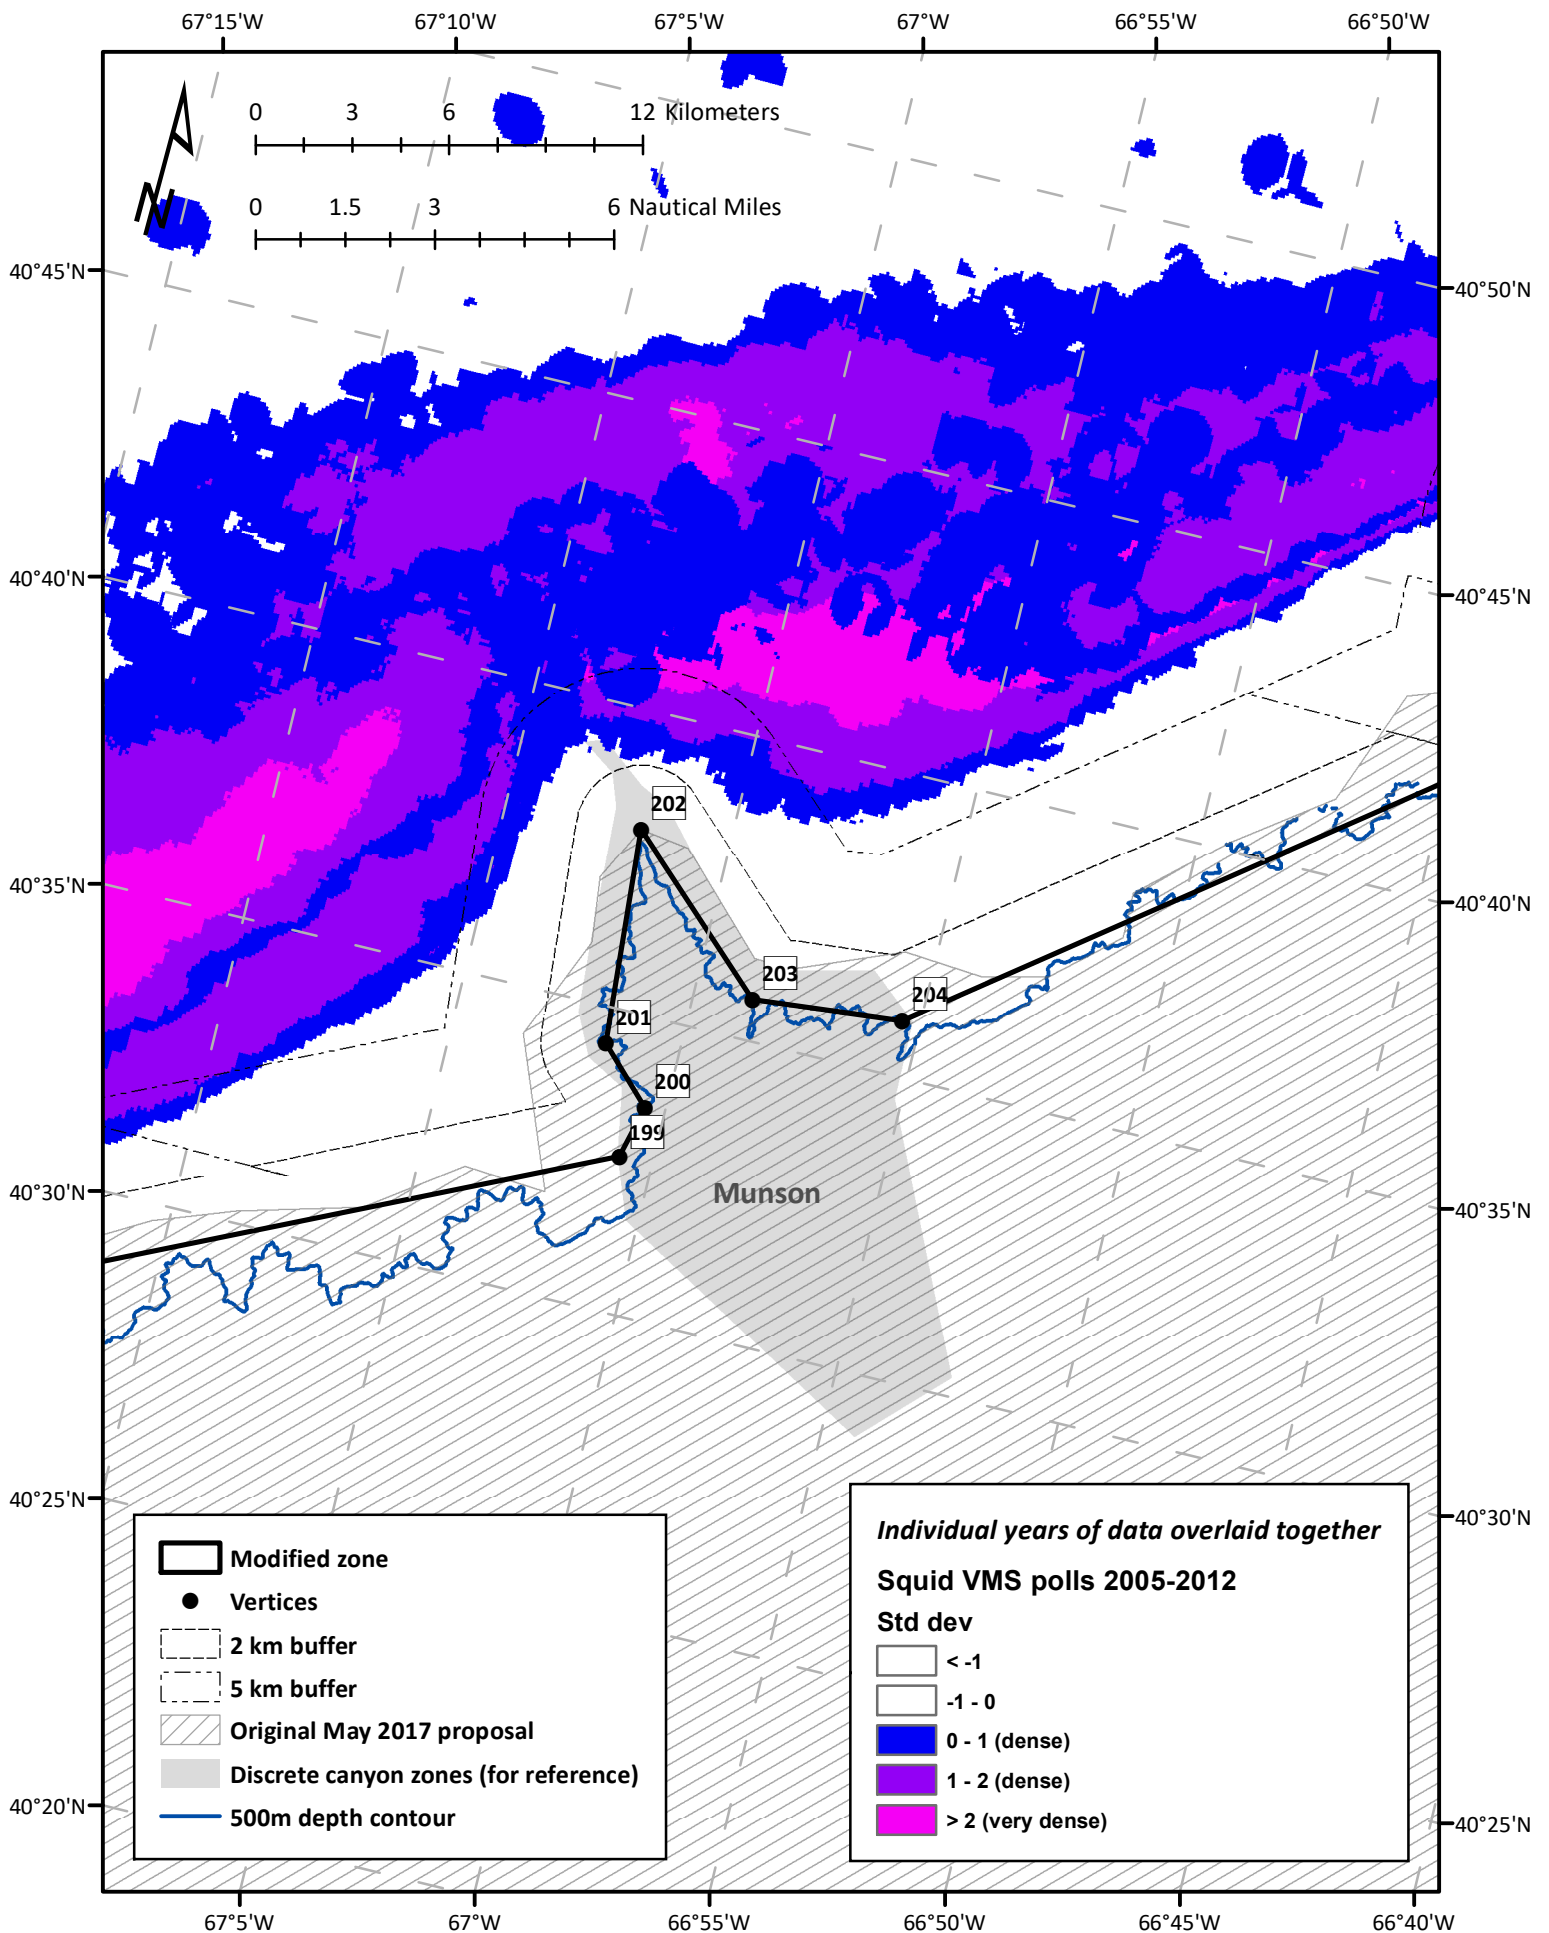 67°15'W 67°10'W 67°5'W 67°W 66°55'W 66°50'W
0 3 6 12 Kilometers
0 1.5 3 6 Nautical Miles
N
40°45'N
40°50'N
40°40'N
40°45'N
202
40°35'N
40°40'N
203
204
201
200
199
40°30'N
Munson
40°35'N
40°25'N
40°30'N
Modified zone
Vertices
2 km buffer
5 km buffer
Original May 2017 proposal
Discrete canyon zones (for reference)
500m depth contour
Individual years of data overlaid together
Squid VMS polls 2005-2012
Std dev
< -1
-1 - 0
0 - 1 (dense)
1 - 2 (dense)
> 2 (very dense)
40°20'N
40°25'N
67°5'W 67°W 66°55'W 66°50'W 66°45'W 66°40'W